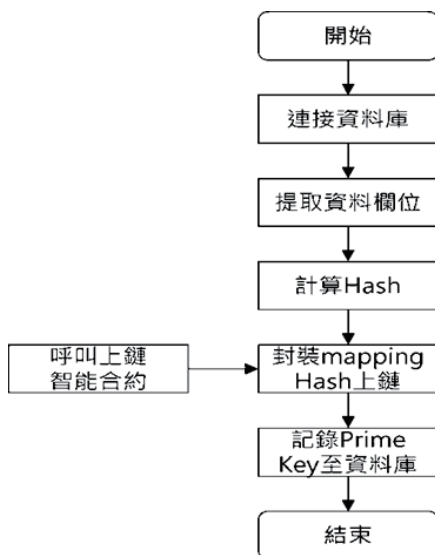 開始
連接資料庫
提取資料欄位
計算Hash
呼叫上鏈
智能合約
封裝mapping
Hash上鏈
記錄Prime
Key至資料庫
結束